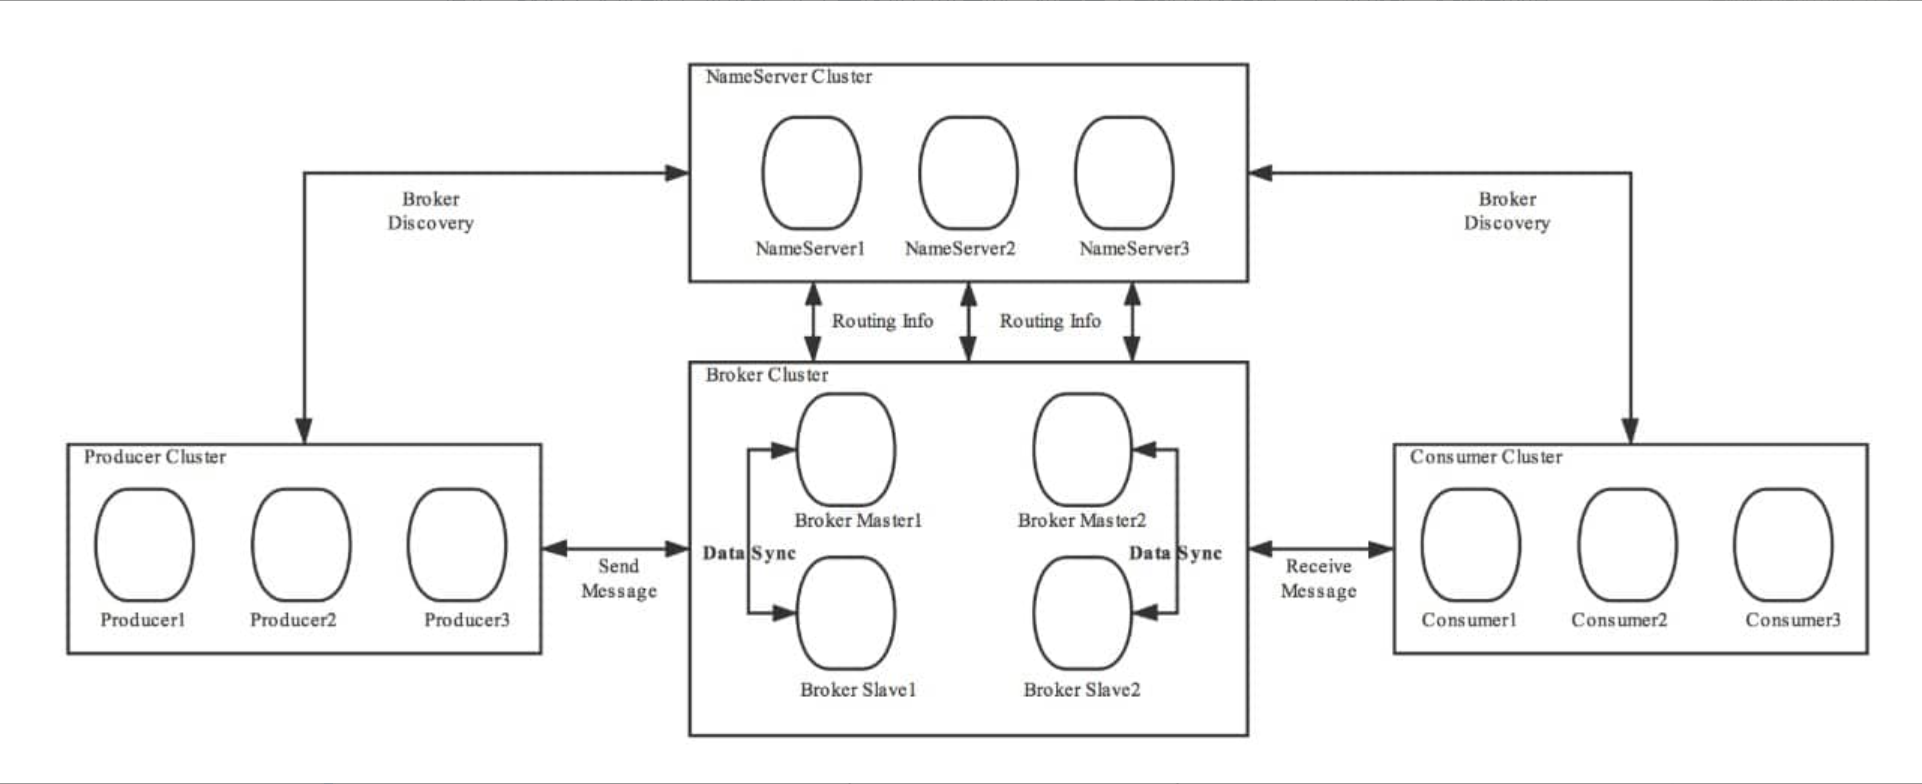 NameServer Cluster
NameServer1
NameServer2
NameServer3
Broker
Discovery
Broker
Discovery
Routing Info
Routing Info
Broker Cluster
Broker Master1
Broker Master2
Data Sync
Data Sync
Broker Slave1
Broker Slave2
Producer Cluster
Producer1
Producer2
Producer3
Send
Message
Receive
Message
Consumer Cluster
Consumer1
Consumer2
Consumer3